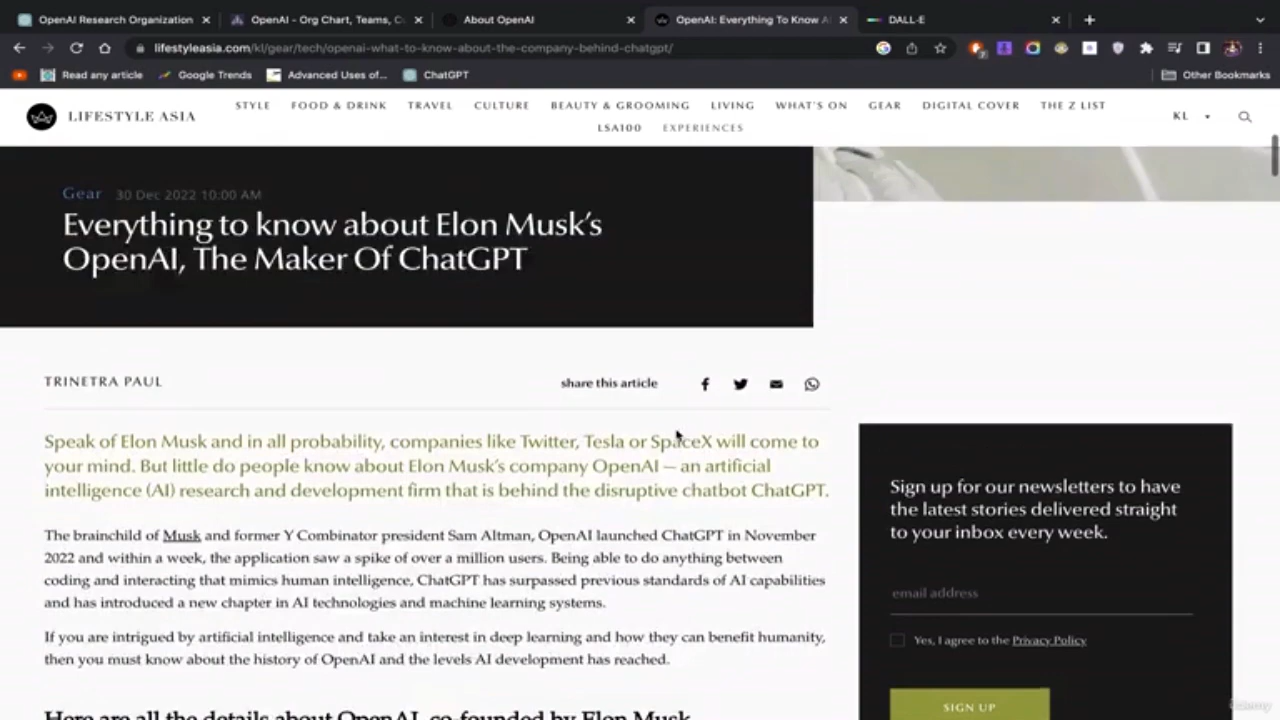 OpenAI Research Organization
OpenAI - Org Chart, Teams, C
About OpenAI
OpenAI: Everything To Know A
DALL-E
lifestyleasia.com/kl/gear/tech/openai-what-to-know-about-the-company-behind-chatgpt/
Read any article
Google Trends
Advanced Uses of...
ChatGPT
Other Bookmarks
LIFESTYLE ASIA
STYLE FOOD & DRINK TRAVEL CULTURE BEAUTY & GROOMING LIVING WHAT'S ON GEAR DIGITAL COVER THE Z LIST
LSA100 EXPERIENCES
KL
Gear 30 Dec 2022 10:00 AM
Everything to know about Elon Musk's
OpenAI, The Maker Of ChatGPT
TRINETRA PAUL
share this article
Speak of Elon Musk and in all probability, companies like Twitter, Tesla or SpaceX will come to
your mind. But little do people know about Elon Musk's company OpenAI — an artificial
intelligence (AI) research and development firm that is behind the disruptive chatbot ChatGPT.
The brainchild of Musk and former Y Combinator president Sam Altman, OpenAI launched ChatGPT in November
2022 and within a week, the application saw a spike of over a million users. Being able to do anything between
coding and interacting that mimics human intelligence, ChatGPT has surpassed previous standards of AI capabilities
and has introduced a new chapter in AI technologies and machine learning systems.
If you are intrigued by artificial intelligence and take an interest in deep learning and how they can benefit humanity,
then you must know about the history of OpenAI and the levels AI development has reached.
Here are all the details about OpenAI, co-founded by Elon Musk
Sign up for our newsletters to have
the latest stories delivered straight
to your inbox every week.
email address
Yes, I agree to the Privacy Policy
SIGN UP
Udemy